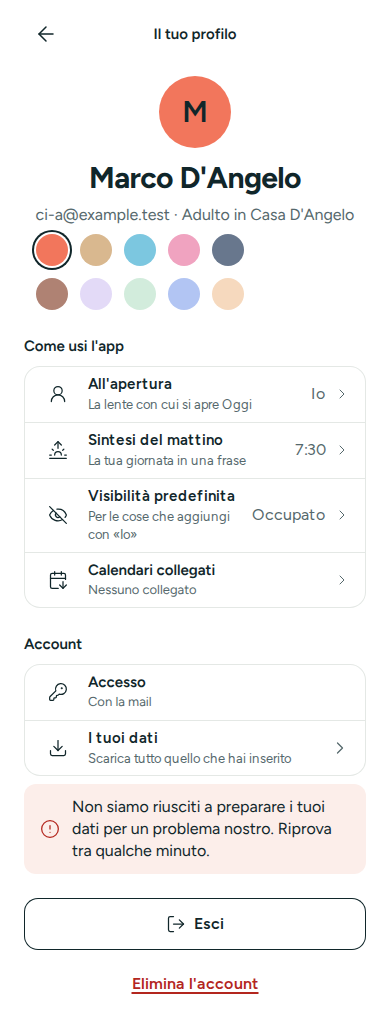 Il tuo profilo
M
Marco D'Angelo
ci-a@example.test · Adulto in Casa D'Angelo
Come usi l'app
All'apertura
La lente con cui si apre Oggi
Io
Sintesi del mattino
La tua giornata in una frase
7:30
Visibilità predefinita
Per le cose che aggiungi
con «Io»
Occupato
Calendari collegati
Nessuno collegato
Account
Accesso
Con la mail
I tuoi dati
Scarica tutto quello che hai inserito
Non siamo riusciti a preparare i tuoi
dati per un problema nostro. Riprova
tra qualche minuto.
Esci
Elimina l'account